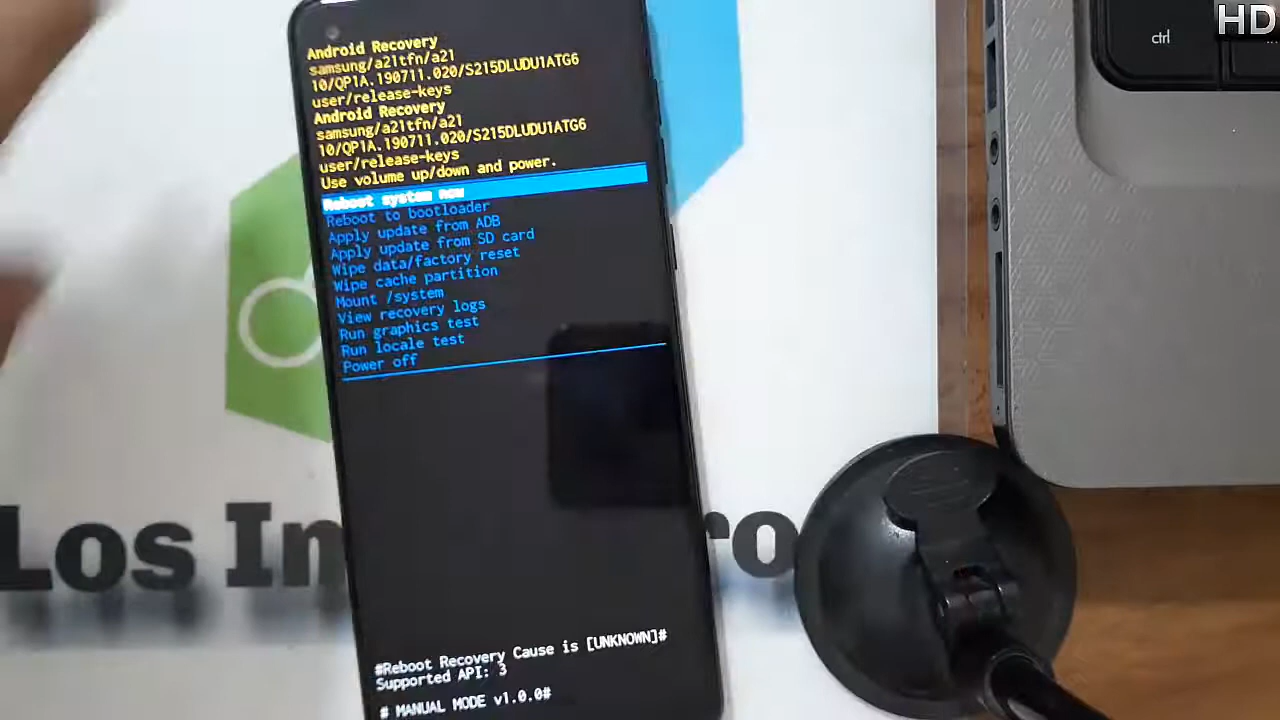 HD
ctrl
Android Recovery
samsung/a21tfn/a21
10/QP1A.190711.020/S215DLUDU1ATG6
user/release-keys
Android Recovery
samsung/a21tfn/a21
10/QP1A.190711.020/S215DLUDU1ATG6
user/release-keys
Use volume up/down and power.
Reboot system now
Reboot to bootloader
Apply update from ADB
Apply update from SD card
Wipe data/factory reset
Wipe cache partition
Mount /system
View recovery logs
Run graphics test
Run locale test
Power off
Los In ro
#Reboot Recovery Cause is [UNKNOWN]#
Supported API: 3
# MANUAL MODE v1.0.0#